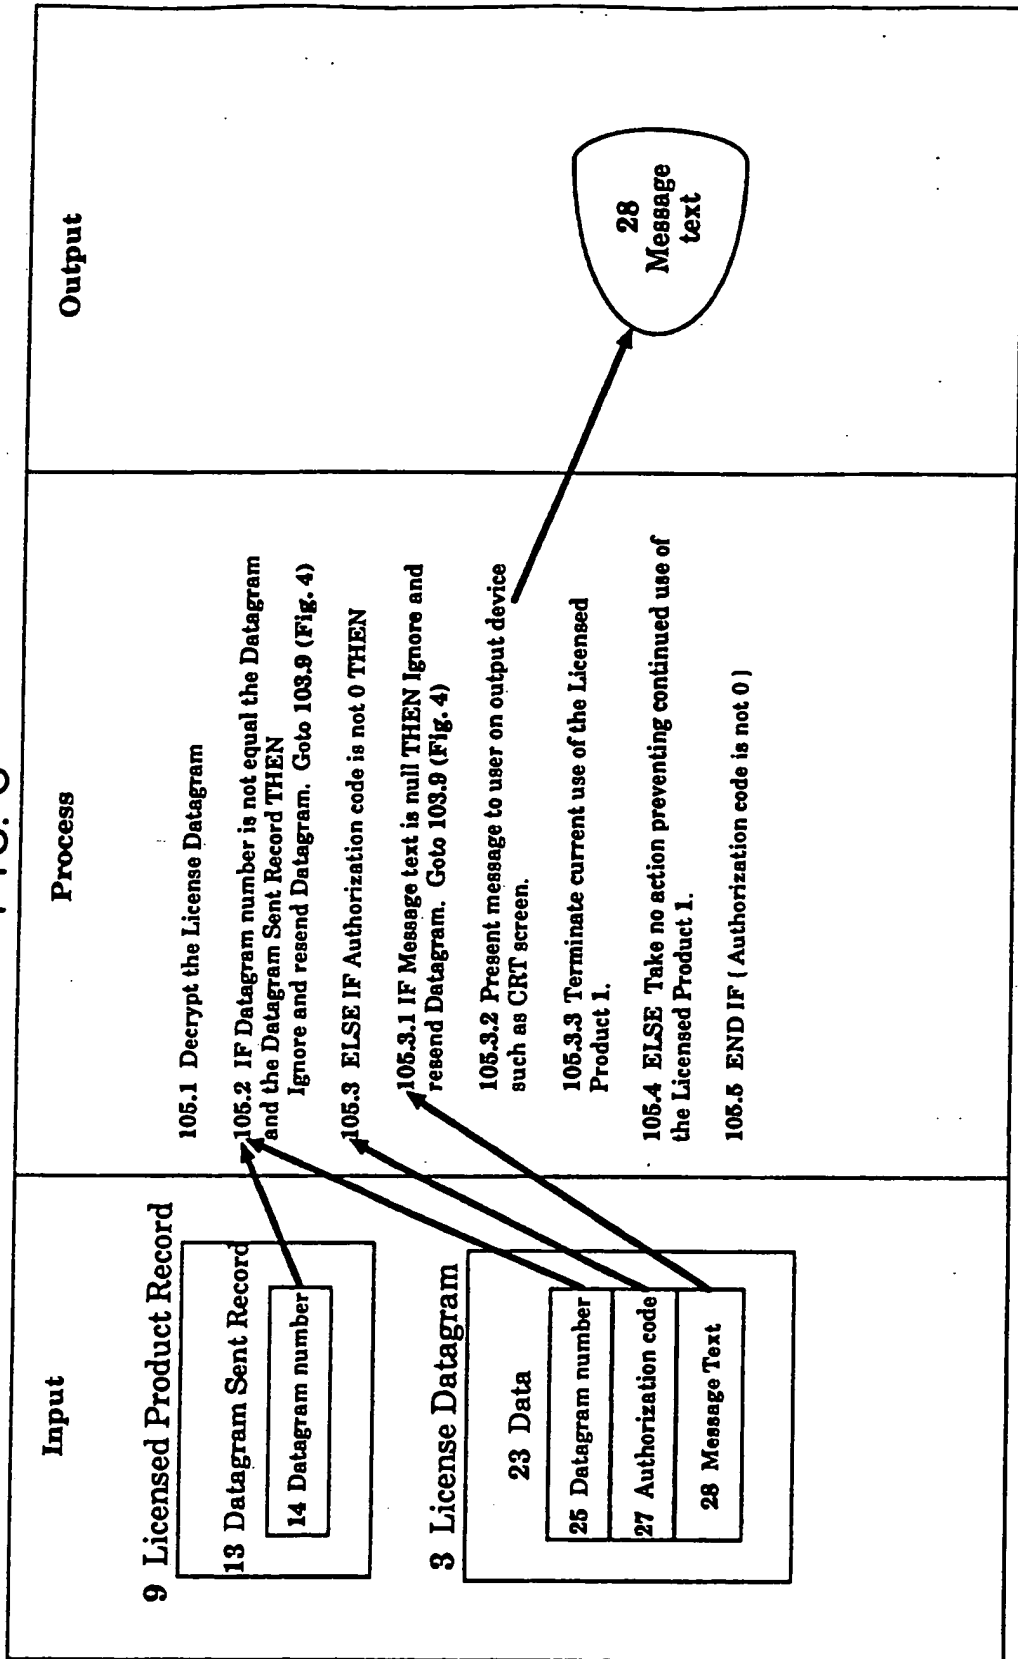 Input
Process
Output
9 Licensed Product Record
13 Datagram Sent Record
14 Datagram number
3 License Datagram
23 Data
25 Datagram number
27 Authorization code
28 Message Text
105.1 Decrypt the License Datagram
105.2 IF Datagram number is not equal the Datagram
and the Datagram Sent Record THEN
Ignore and resend Datagram. Goto 103.9 (Fig. 4)
105.3 ELSE IF Authorization code is not 0 THEN
105.3.1 IF Message text is null THEN Ignore and
resend Datagram. Goto 103.9 (Fig. 4)
105.3.2 Present message to user on output device
such as CRT screen.
105.3.3 Terminate current use of the Licensed
Product 1.
105.4 ELSE Take no action preventing continued use of
the Licensed Product 1.
105.5 END IF { Authorization code is not 0 }
28
Message
text